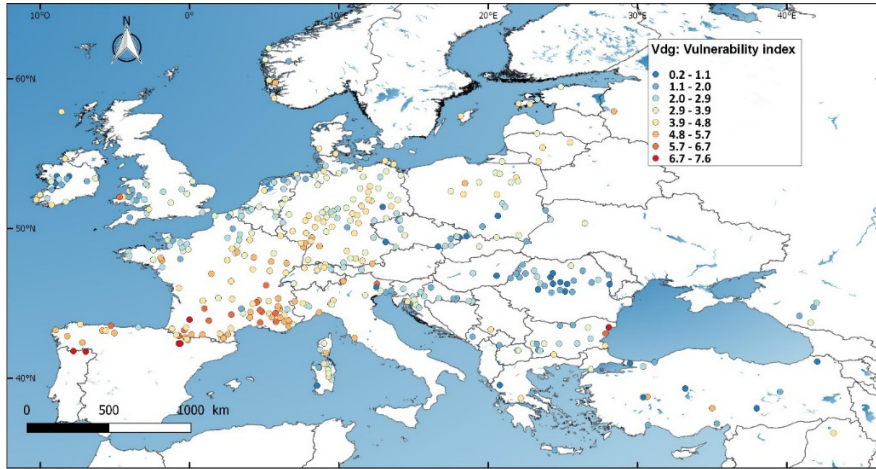 10°O 0° 10°E 20°E 30°E 40°E
N
Vdg: Vulnerability index
0.2 - 1.1
1.1 - 2.0
2.0 - 2.9
2.9 - 3.9
3.9 - 4.8
4.8 - 5.7
5.7 - 6.7
6.7 - 7.6
60°N
50°N
40°N
0 500 1000 km